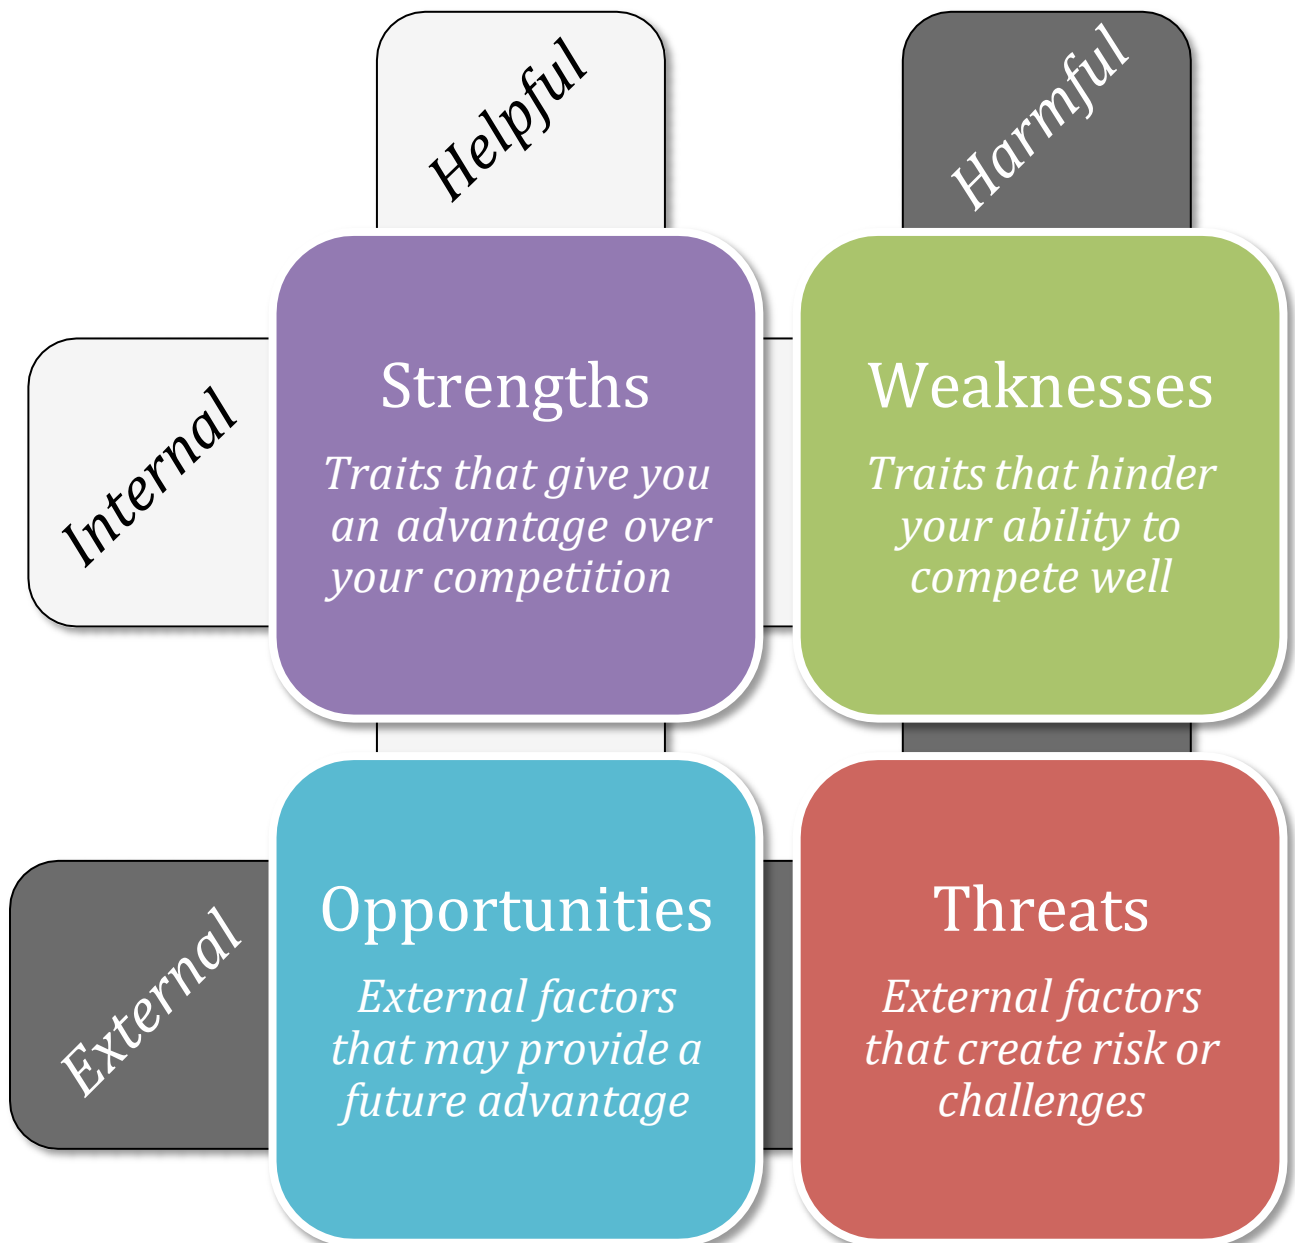 Helpful
Harmful
Internal
Strengths
Traits that give you
an advantage over
your competition
Weaknesses
Traits that hinder
your ability to
compete well
External
Opportunities
External factors
that may provide a
future advantage
Threats
External factors
that create risk or
challenges